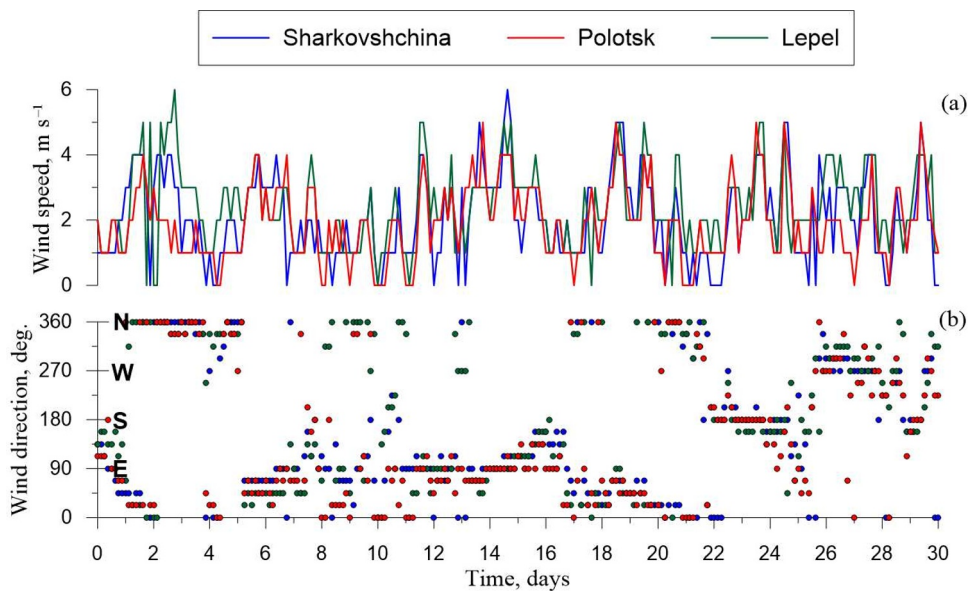 Sharkovshchina Polotsk Lepel
(a)
Wind speed, m s⁻¹
6
4
2
0
(b)
Wind direction, deg.
360 N
270 W
180 S
90 E
0
0 2 4 6 8 10 12 14 16 18 20 22 24 26 28 30
Time, days